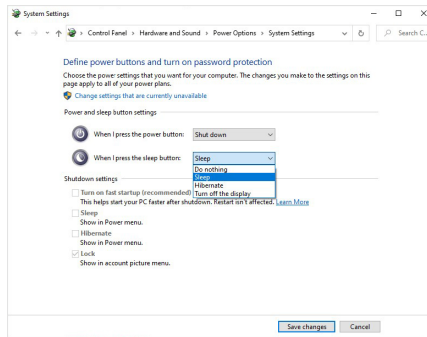 System Settings
Control Panel > Hardware and Sound > Power Options > System Settings
Search C...
Define power buttons and turn on password protection
Choose the power settings that you want for your computer. The changes you make to the settings on this
page apply to all of your power plans.
Change settings that are currently unavailable
Power and sleep button settings
When I press the power button: Shut down
When I press the sleep button: Sleep
Do nothing
Sleep
Hibernate
Turn off the display
Shutdown settings
Turn on fast startup (recommended)
This helps start your PC faster after shutdown. Restart isn't affected. Learn More
Sleep
Show in Power menu.
Hibernate
Show in Power menu.
Lock
Show in account picture menu.
Save changes
Cancel